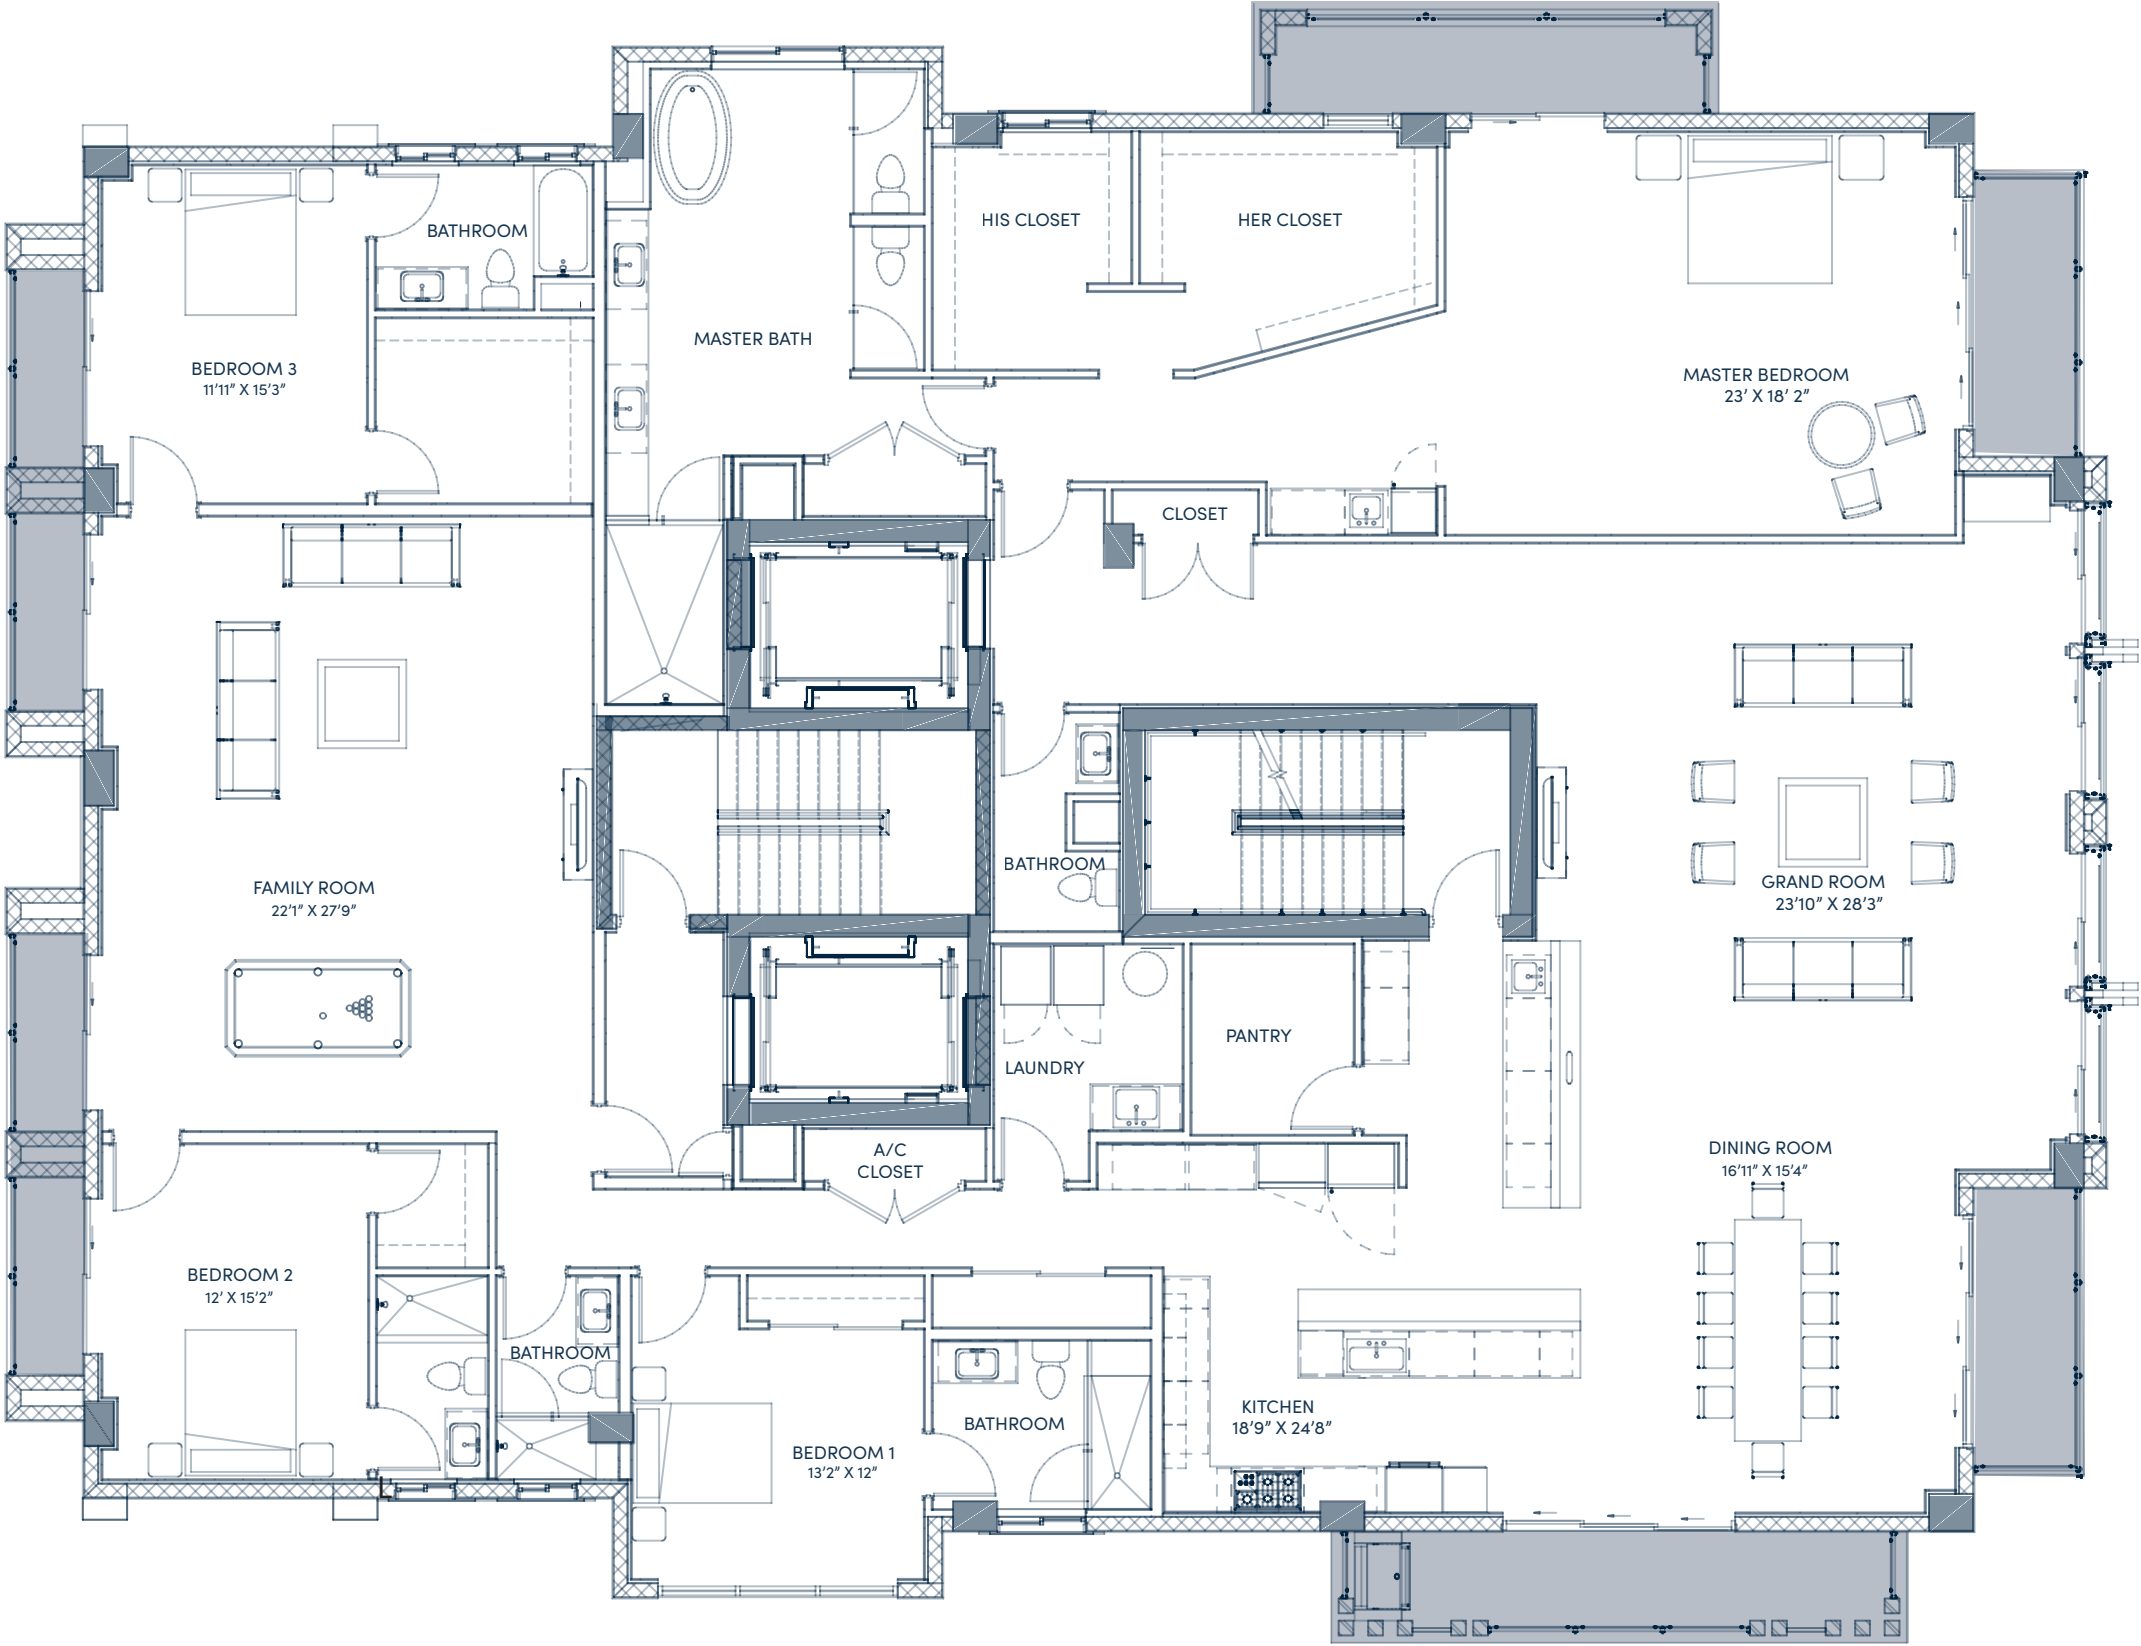 HIS CLOSET
HER CLOSET
BATHROOM
MASTER BATH
BEDROOM 3
11’11” X 15’3”
MASTER BEDROOM
23’ X 18’ 2”
CLOSET
BATHROOM
FAMILY ROOM
22’1” X 27’9”
GRAND ROOM
23’10” X 28’3”
PANTRY
LAUNDRY
A/C
CLOSET
DINING ROOM
16’11” X 15’4”
BEDROOM 2
12’ X 15’2”
BATHROOM
KITCHEN
18’9” X 24’8”
BATHROOM
BEDROOM 1
13’2” X 12”